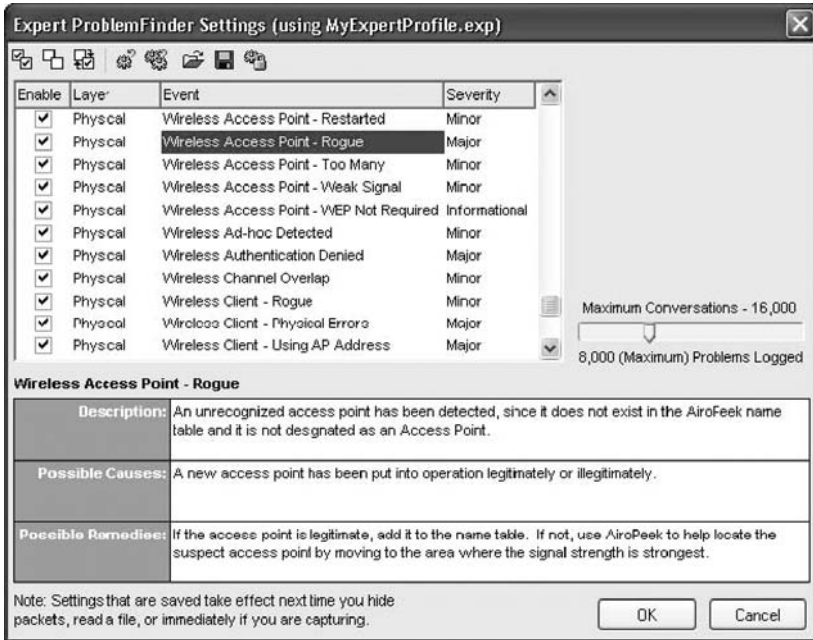 Expert ProblemFinder Settings (using MyExpertProfile.exp)
Enable Layer Event Severity
Physcal Wireless Access Point - Restarted Minor
Physcal Wireless Access Point - Rogue Major
Physcal Wireless Access Point - Too Many Minor
Physcal Wireless Access Point - Weak Signal Minor
Physcal Wireless Access Point - WEP Not Required Informational
Physcal Wireless Ad-hoc Detected Minor
Physcal Wireless Authentication Denied Major
Physcal Wireless Channel Overlap Minor
Physcal Wireless Client - Rogue Minor
Physcal Wireless Client - Physical Errors Major
Physcal Wireless Client - Using AP Address Major
Maximum Conversations - 16,000
8,000 (Maximum) Problems Logged
Wireless Access Point - Rogue
Description: An unrecognized access point has been detected, since it does not exist in the AiroFeek name
table and it is not desgnated as an Access Point.
Possible Causes: A new access point has been put into operation legitimately or illegitimately.
Possible Remedies: If the access point is legitimate, add it to the name table. If not, use AiroPeek to help locate the
suspect access point by moving to the area where the signal strength is strongest.
Note: Settings that are saved take effect next time you hide
packets, read a file, or immediately if you are capturing.
OK Cancel